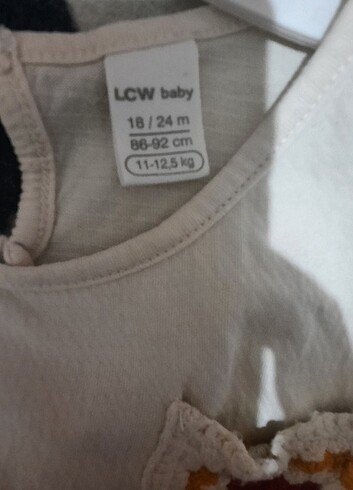 LCW baby
18 / 24 m
86-92 cm
11-12,5 kg